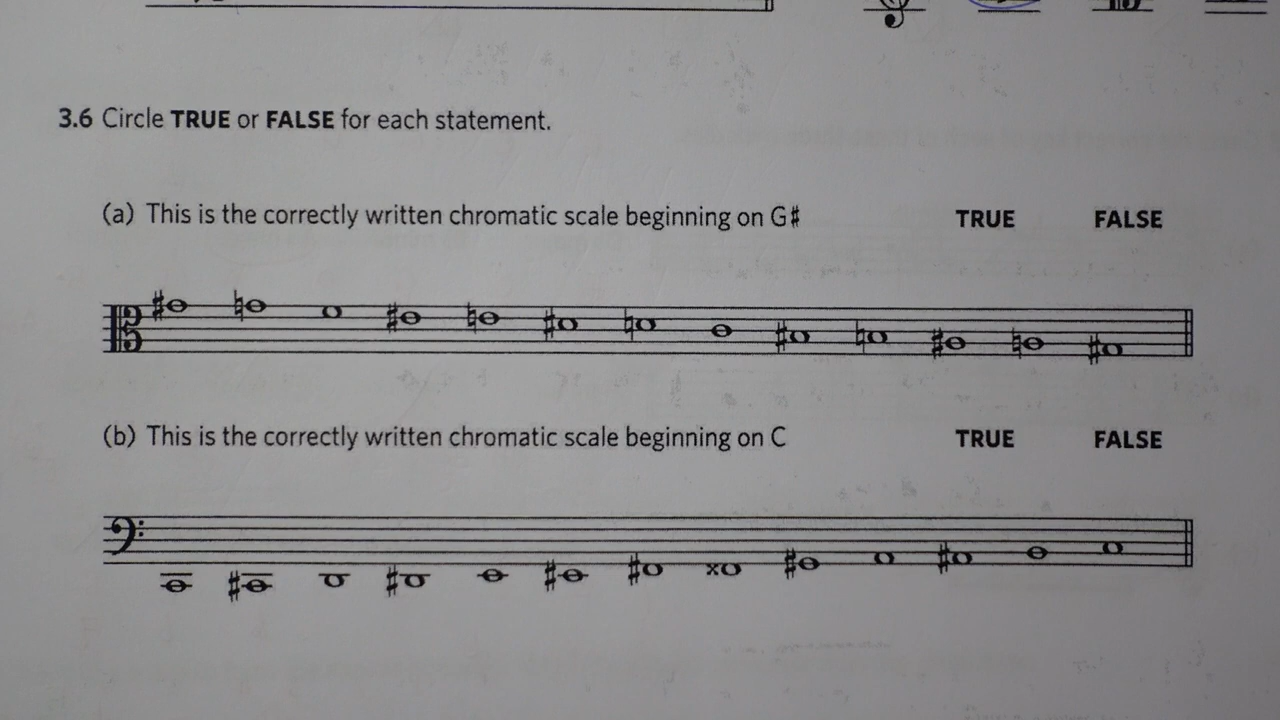 3.6 Circle TRUE or FALSE for each statement.
(a) This is the correctly written chromatic scale beginning on G♯ TRUE FALSE
(b) This is the correctly written chromatic scale beginning on C TRUE FALSE